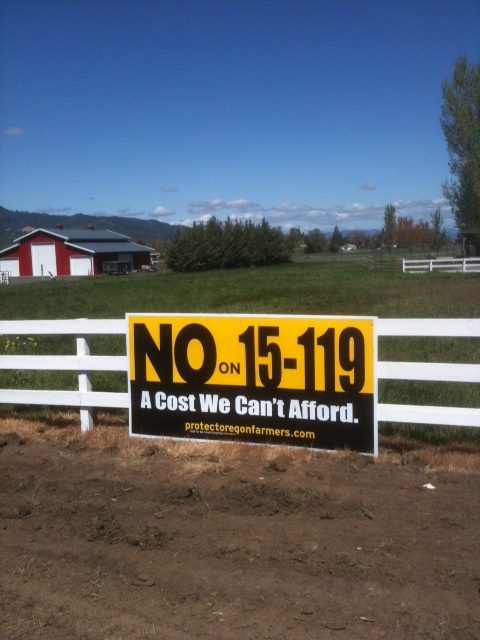 NO ON 15-119
A Cost We Can't Afford.
protectoregonfarmers.com